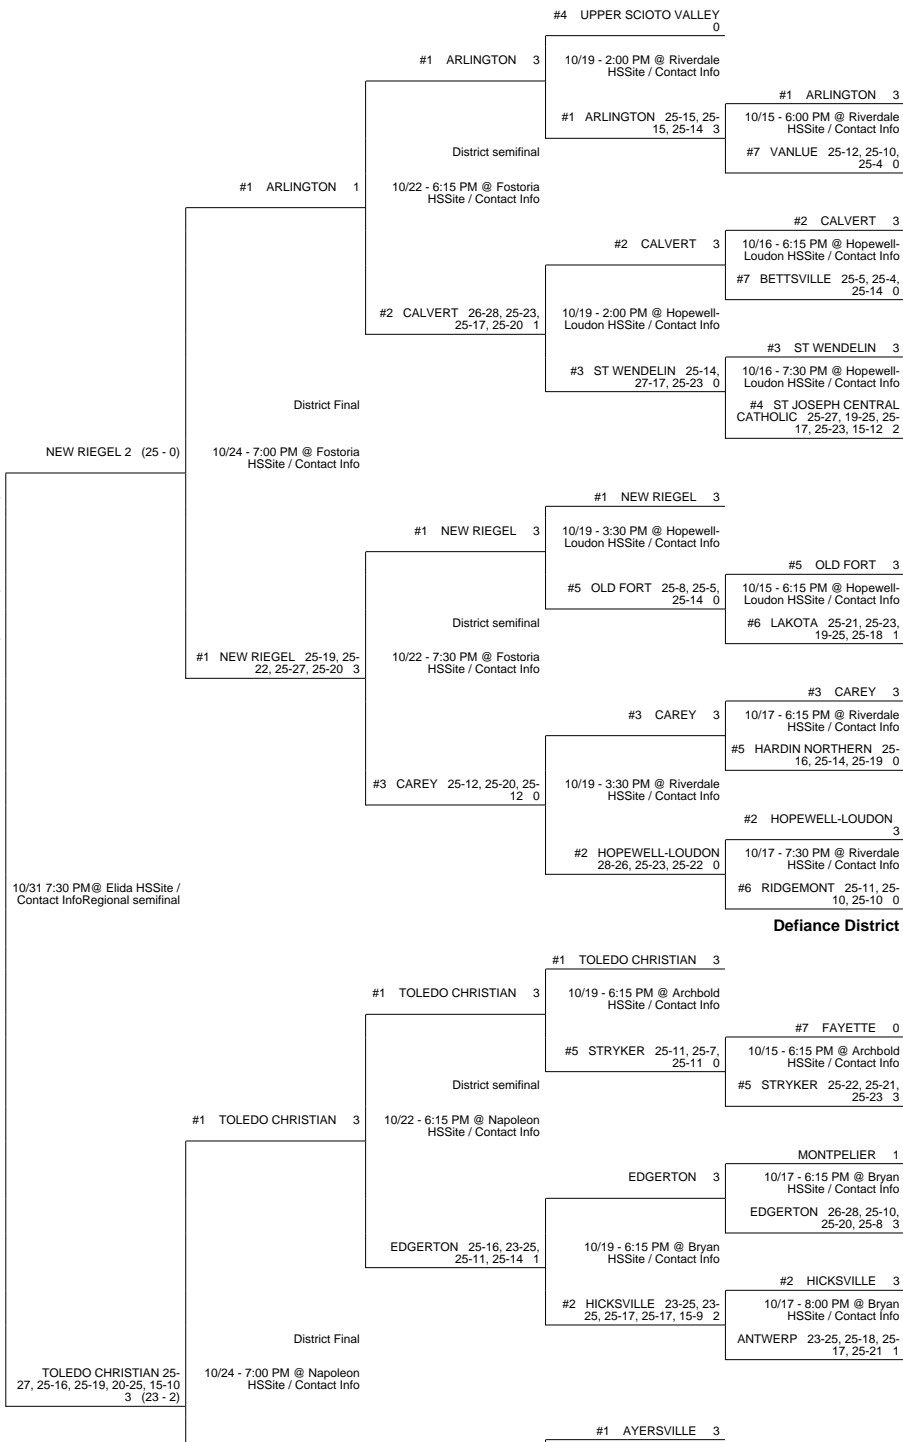 #4 UPPER SCIOTO VALLEY
0
#1 ARLINGTON 3
10/19 - 2:00 PM @ Riverdale
HSSite / Contact Info
#1 ARLINGTON 3
#1 ARLINGTON 25-15, 25-
15, 25-14 3
10/15 - 6:00 PM @ Riverdale
HSSite / Contact Info
District semifinal
#7 VANLUE 25-12, 25-10,
25-4 0
#1 ARLINGTON 1
10/22 - 6:15 PM @ Fostoria
HSSite / Contact Info
#2 CALVERT 3
#2 CALVERT 3
10/16 - 6:15 PM @ Hopewell-
Loudon HSSite / Contact Info
#7 BETTSVILLE 25-5, 25-4,
25-14 0
#2 CALVERT 26-28, 25-23,
25-17, 25-20 1
10/19 - 2:00 PM @ Hopewell-
Loudon HSSite / Contact Info
#3 ST WENDELIN 3
#3 ST WENDELIN 25-14,
27-17, 25-23 0
10/16 - 7:30 PM @ Hopewell-
Loudon HSSite / Contact Info
District Final
#4 ST JOSEPH CENTRAL
CATHOLIC 25-27, 19-25, 25-
17, 25-23, 15-12 2
NEW RIEGEL 2 (25 - 0)
10/24 - 7:00 PM @ Fostoria
HSSite / Contact Info
#1 NEW RIEGEL 3
#1 NEW RIEGEL 3
10/19 - 3:30 PM @ Hopewell-
Loudon HSSite / Contact Info
#5 OLD FORT 3
#5 OLD FORT 25-8, 25-5,
25-14 0
10/15 - 6:15 PM @ Hopewell-
Loudon HSSite / Contact Info
District semifinal
#6 LAKOTA 25-21, 25-23,
19-25, 25-18 1
#1 NEW RIEGEL 25-19, 25-
22, 25-27, 25-20 3
10/22 - 7:30 PM @ Fostoria
HSSite / Contact Info
#3 CAREY 3
#3 CAREY 3
10/17 - 6:15 PM @ Riverdale
HSSite / Contact Info
#5 HARDIN NORTHERN 25-
16, 25-14, 25-19 0
#3 CAREY 25-12, 25-20, 25-
12 0
10/19 - 3:30 PM @ Riverdale
HSSite / Contact Info
#2 HOPEWELL-LOUDON
3
#2 HOPEWELL-LOUDON
28-26, 25-23, 25-22 0
10/17 - 7:30 PM @ Riverdale
HSSite / Contact Info
10/31 7:30 PM@ Elida HSSite /
Contact InfoRegional semifinal
#6 RIDGEMONT 25-11, 25-
10, 25-10 0
Defiance District
#1 TOLEDO CHRISTIAN 3
#1 TOLEDO CHRISTIAN 3
10/19 - 6:15 PM @ Archbold
HSSite / Contact Info
#7 FAYETTE 0
#5 STRYKER 25-11, 25-7,
25-11 0
10/15 - 6:15 PM @ Archbold
HSSite / Contact Info
District semifinal
#5 STRYKER 25-22, 25-21,
25-23 3
#1 TOLEDO CHRISTIAN 3
10/22 - 6:15 PM @ Napoleon
HSSite / Contact Info
MONTPELIER 1
EDGERTON 3
10/17 - 6:15 PM @ Bryan
HSSite / Contact Info
EDGERTON 26-28, 25-10,
25-20, 25-8 3
EDGERTON 25-16, 23-25,
25-11, 25-14 1
10/19 - 6:15 PM @ Bryan
HSSite / Contact Info
#2 HICKSVILLE 3
#2 HICKSVILLE 23-25, 23-
25, 25-17, 25-17, 15-9 2
10/17 - 8:00 PM @ Bryan
HSSite / Contact Info
District Final
ANTWERP 23-25, 25-18, 25-
17, 25-21 1
TOLEDO CHRISTIAN 25-
27, 25-16, 25-19, 20-25, 15-10
3 (23 - 2)
10/24 - 7:00 PM @ Napoleon
HSSite / Contact Info
#1 AYERSVILLE 3